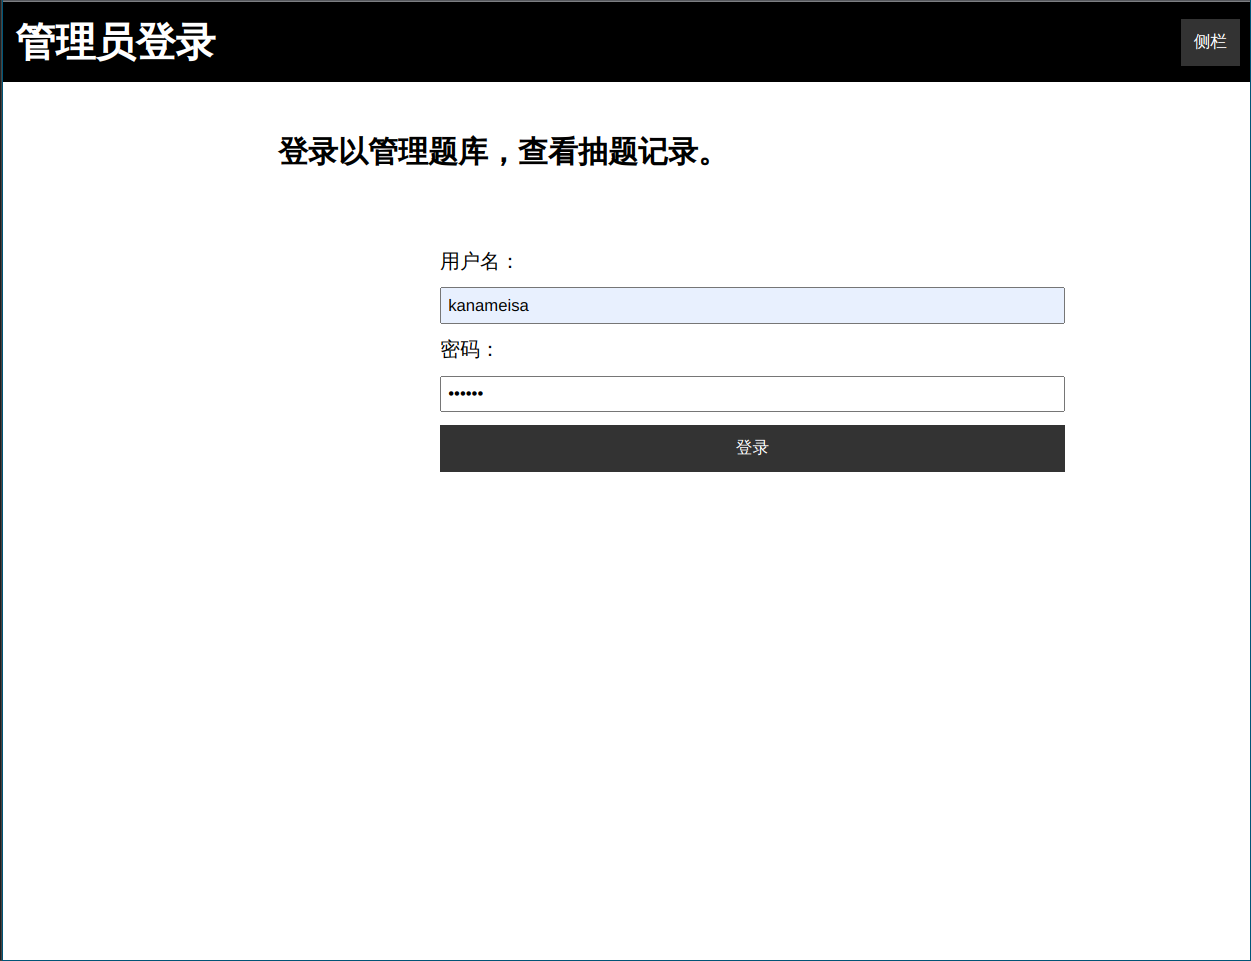 管理员登录
侧栏
登录以管理题库，查看抽题记录。
用户名：
kanameisa
密码：
••••••
登录